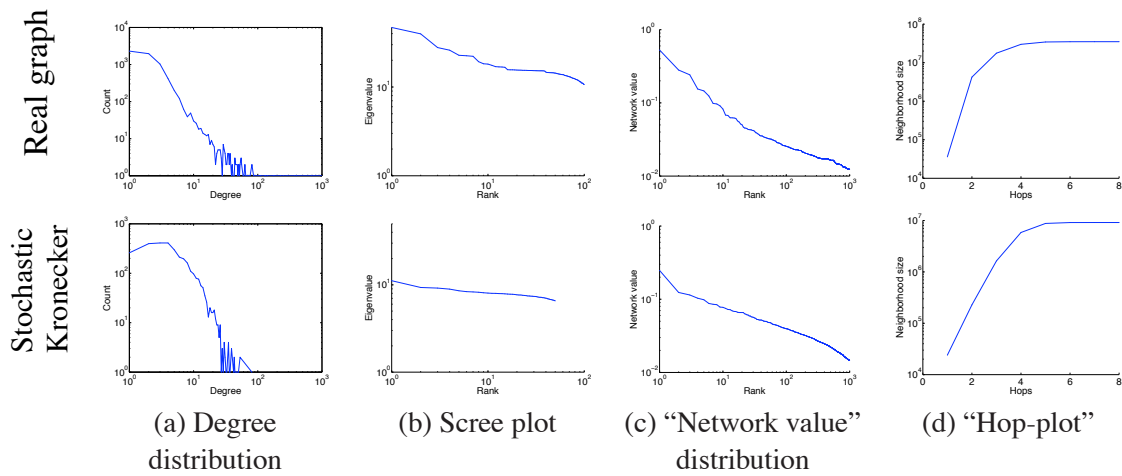 Real graph
10^4
10^3
10^2
10^1
10^0
Count
10^0 10^1 10^2 10^3
Degree
10^1
10^0
Eigenvalue
10^0 10^1 10^2
Rank
10^0
10^-1
10^-2
Network value
10^0 10^1 10^2 10^3
Rank
10^8
10^7
10^6
10^5
10^4
Neighborhood size
0 2 4 6 8
Hops
Stochastic
Kronecker
10^3
10^2
10^1
10^0
Count
10^0 10^1 10^2 10^3
Degree
10^1
10^0
Eigenvalue
10^0 10^1 10^2
Rank
10^0
10^-1
10^-2
Network value
10^0 10^1 10^2 10^3
Rank
10^7
10^6
10^5
10^4
Neighborhood size
0 2 4 6 8
Hops
(a) Degree
distribution
(b) Scree plot
(c) “Network value”
distribution
(d) “Hop-plot”